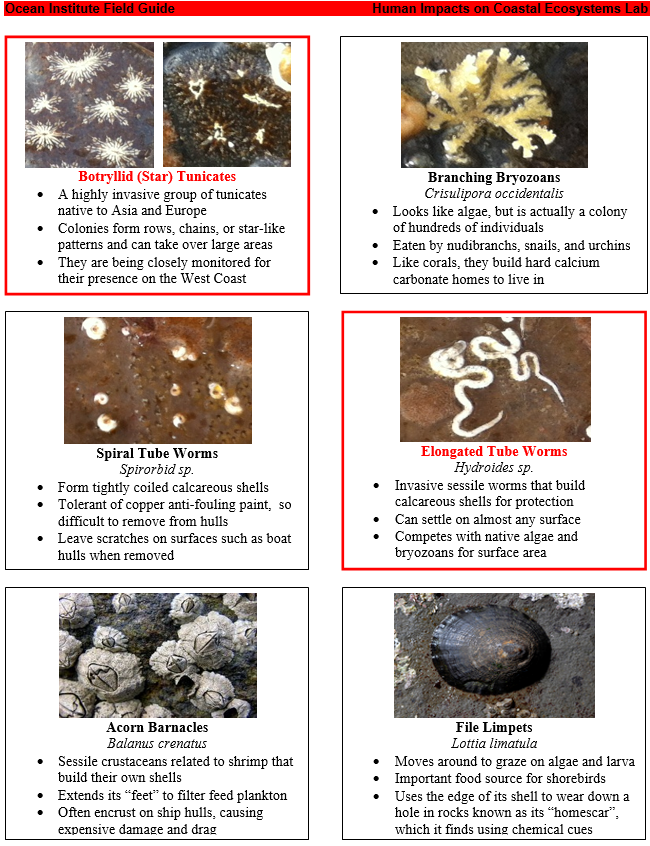 Ocean Institute Field Guide Human Impacts on Coastal Ecosystems Lab
Botryllid (Star) Tunicates
• A highly invasive group of tunicates
native to Asia and Europe
• Colonies form rows, chains, or star-like
patterns and can take over large areas
• They are being closely monitored for
their presence on the West Coast
Branching Bryozoans
Crisulipora occidentalis
• Looks like algae, but is actually a colony
of hundreds of individuals
• Eaten by nudibranchs, snails, and urchins
• Like corals, they build hard calcium
carbonate homes to live in
Spiral Tube Worms
Spirorbid sp.
• Form tightly coiled calcareous shells
• Tolerant of copper anti-fouling paint, so
difficult to remove from hulls
• Leave scratches on surfaces such as boat
hulls when removed
Elongated Tube Worms
Hydroides sp.
• Invasive sessile worms that build
calcareous shells for protection
• Can settle on almost any surface
• Competes with native algae and
bryozoans for surface area
Acorn Barnacles
Balanus crenatus
• Sessile crustaceans related to shrimp that
build their own shells
• Extends its “feet” to filter feed plankton
• Often encrust on ship hulls, causing
expensive damage and drag
File Limpets
Lottia limatula
• Moves around to graze on algae and larva
• Important food source for shorebirds
• Uses the edge of its shell to wear down a
hole in rocks known as its “homescar”,
which it finds using chemical cues